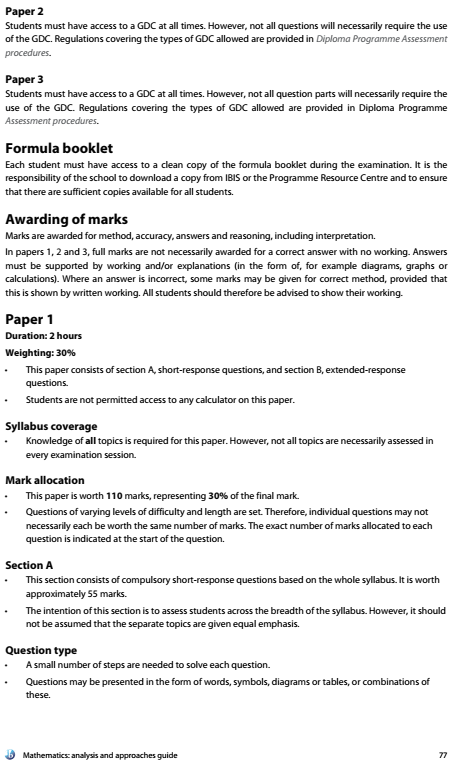 Paper 2
Students must have access to a GDC at all times. However, not all questions will necessarily require the use
of the GDC. Regulations covering the types of GDC allowed are provided in Diploma Programme Assessment
procedures.
Paper 3
Students must have access to a GDC at all times. However, not all question parts will necessarily require the
use of the GDC. Regulations covering the types of GDC allowed are provided in Diploma Programme
Assessment procedures.
Formula booklet
Each student must have access to a clean copy of the formula booklet during the examination. It is the
responsibility of the school to download a copy from IBIS or the Programme Resource Centre and to ensure
that there are sufficient copies available for all students.
Awarding of marks
Marks are awarded for method, accuracy, answers and reasoning, including interpretation.
In papers 1, 2 and 3, full marks are not necessarily awarded for a correct answer with no working. Answers
must be supported by working and/or explanations (in the form of, for example diagrams, graphs or
calculations). Where an answer is incorrect, some marks may be given for correct method, provided that
this is shown by written working. All students should therefore be advised to show their working.
Paper 1
Duration: 2 hours
Weighting: 30%
• This paper consists of section A, short-response questions, and section B, extended-response
questions.
• Students are not permitted access to any calculator on this paper.
Syllabus coverage
• Knowledge of all topics is required for this paper. However, not all topics are necessarily assessed in
every examination session.
Mark allocation
• This paper is worth 110 marks, representing 30% of the final mark.
• Questions of varying levels of difficulty and length are set. Therefore, individual questions may not
necessarily each be worth the same number of marks. The exact number of marks allocated to each
question is indicated at the start of the question.
Section A
• This section consists of compulsory short-response questions based on the whole syllabus. It is worth
approximately 55 marks.
• The intention of this section is to assess students across the breadth of the syllabus. However, it should
not be assumed that the separate topics are given equal emphasis.
Question type
• A small number of steps are needed to solve each question.
• Questions may be presented in the form of words, symbols, diagrams or tables, or combinations of
these.
Mathematics: analysis and approaches guide 77